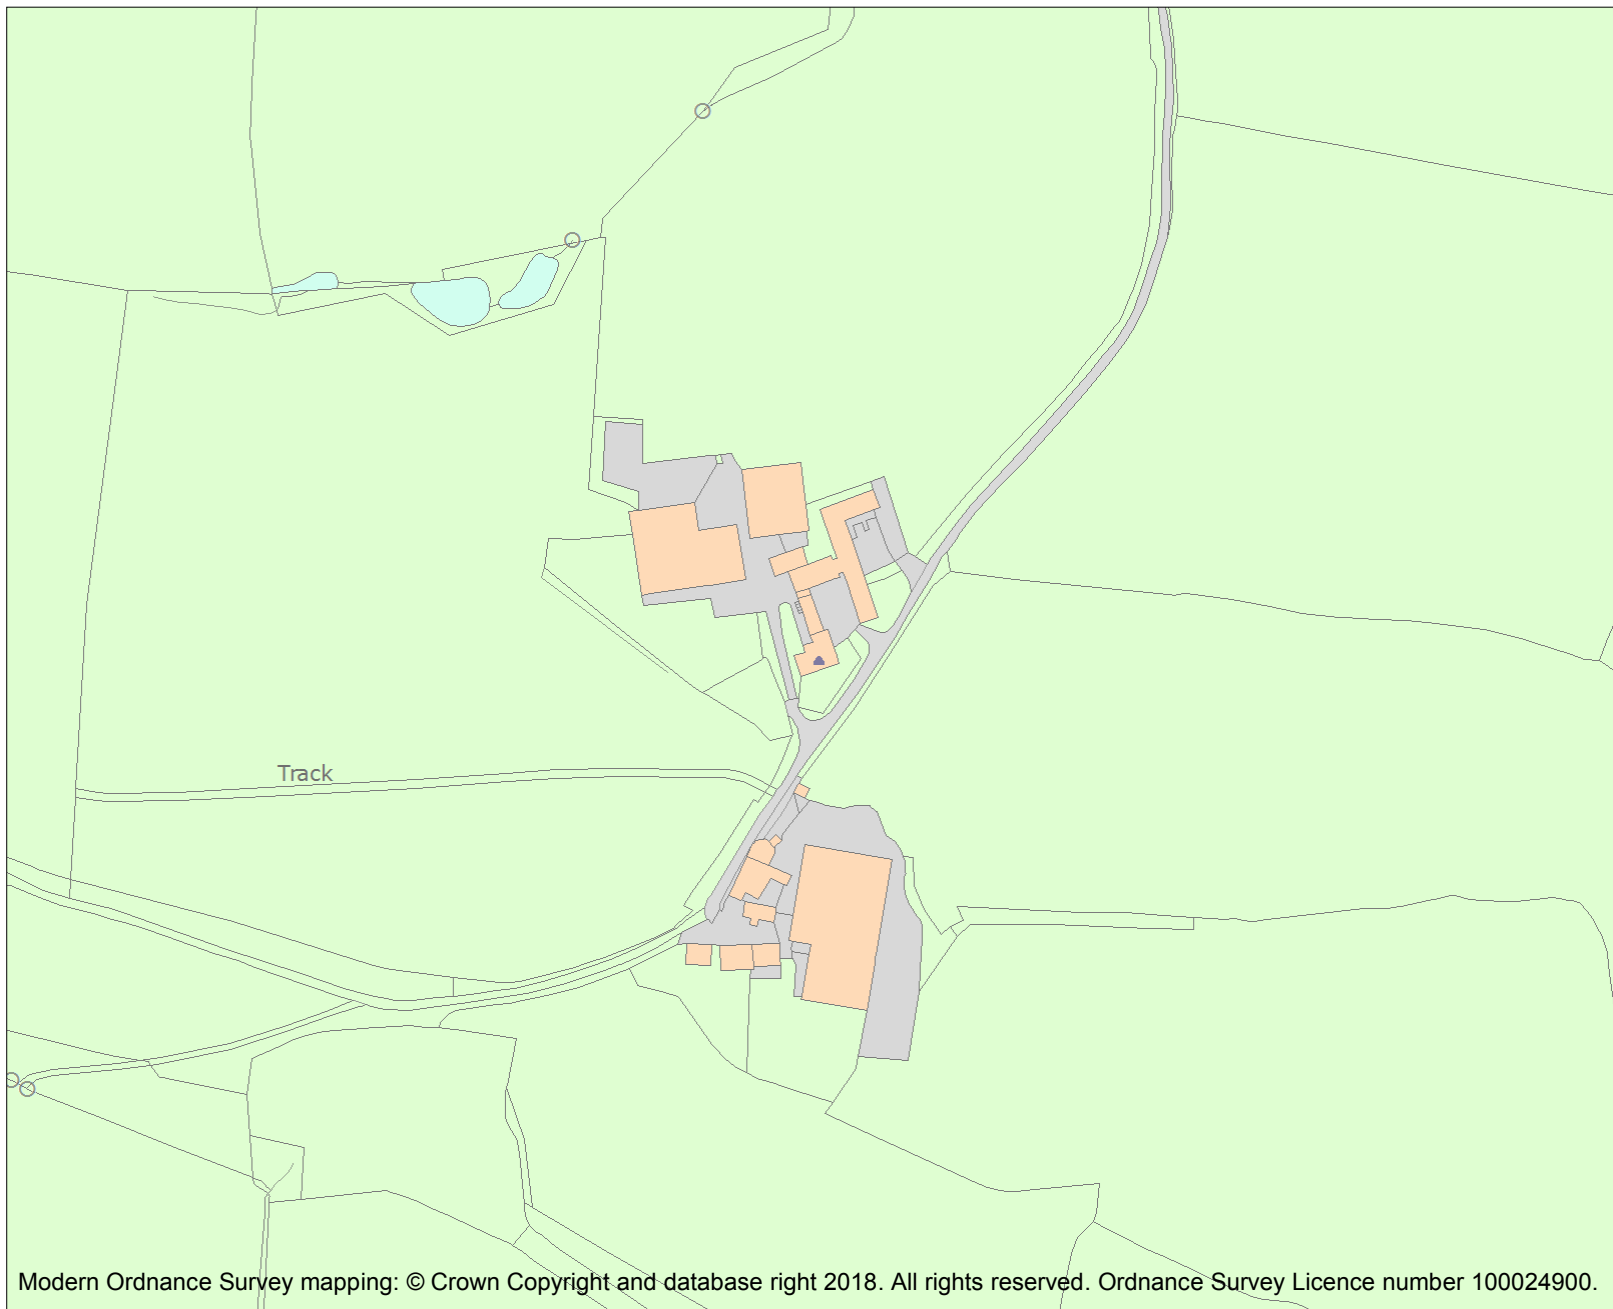 Track
Modern Ordnance Survey mapping: © Crown Copyright and database right 2018. All rights reserved. Ordnance Survey Licence number 100024900.